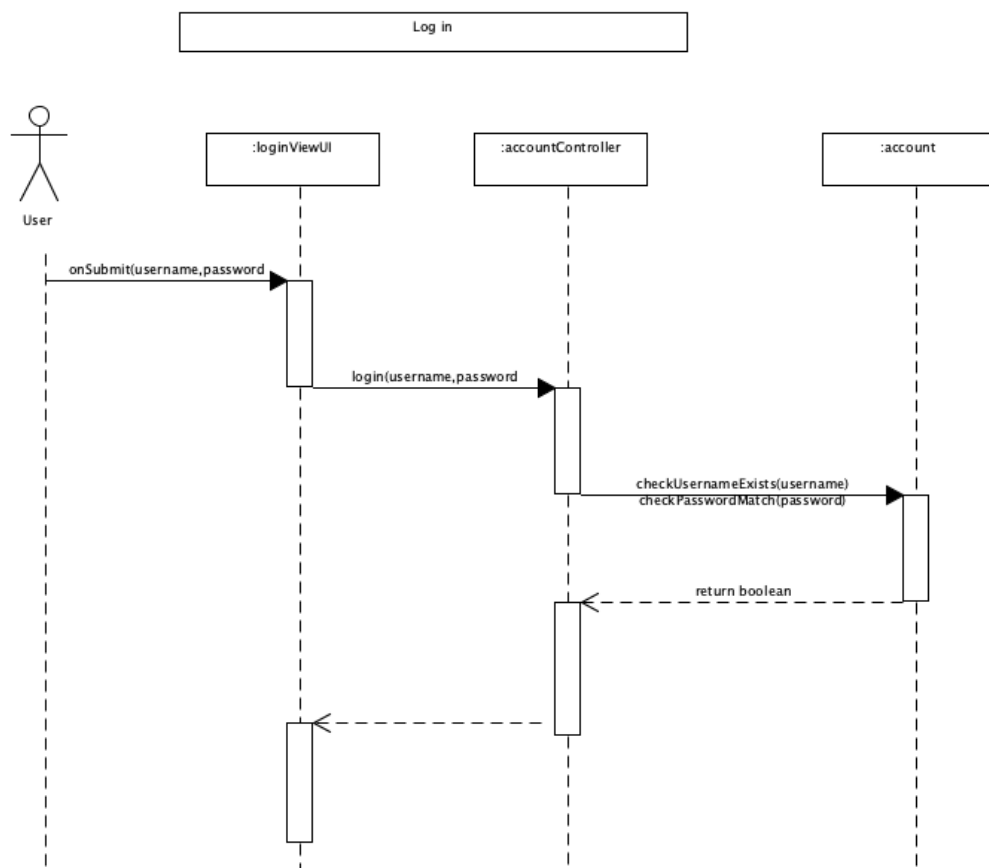 Log in
:loginViewUI
:accountController
:account
User
onSubmit(username,password
login(username,password
checkUsernameExists(username)
checkPasswordMatch(password)
return boolean